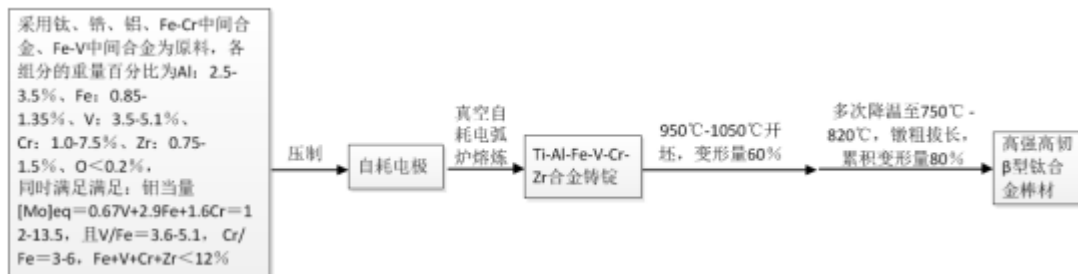 采用钛、锆、铝、Fe-Cr中间合
金、Fe-V中间合金为原料，各
组分的重量百分比为Al：2.5-
3.5%、Fe：0.85-
1.35%、V：3.5-5.1%、
Cr：1.0-7.5%、Zr：0.75-
1.5%、O＜0.2%，
同时满足满足：钼当量
[Mo]eq＝0.67V+2.9Fe+1.6Cr＝1
2-13.5，且V/Fe＝3.6-5.1， Cr/
Fe＝3-6，Fe+V+Cr+Zr＜12%
压制
自耗电极
真空自
耗电弧
炉熔炼
Ti-Al-Fe-V-Cr-
Zr合金铸锭
950℃-1050℃开
坯，变形量60%
多次降温至750℃-
820℃，镦粗拔长，
累积变形量80%
高强高韧
β型钛合
金棒材